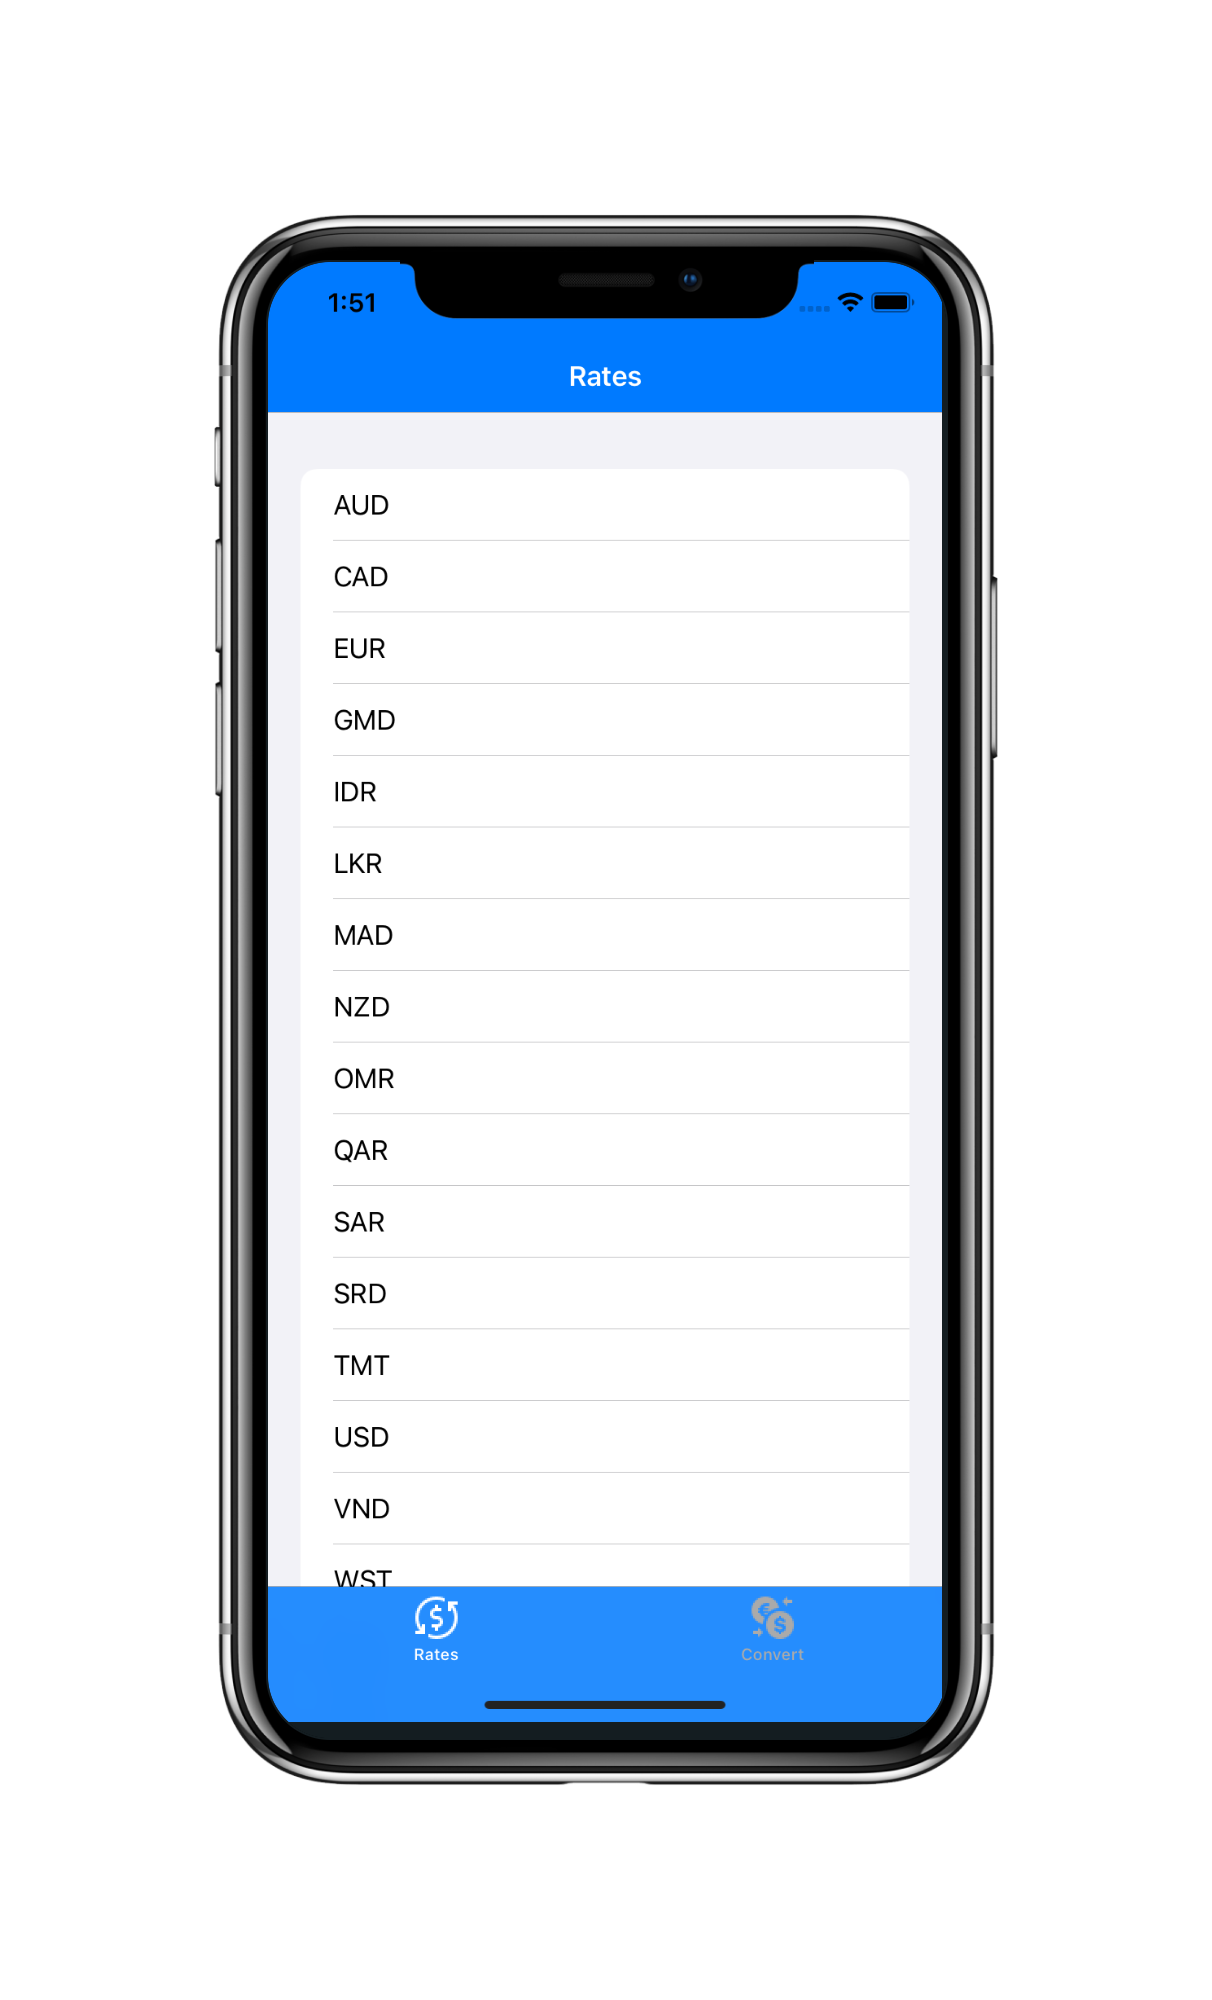 1:51
Rates
AUD
CAD
EUR
GMD
IDR
LKR
MAD
NZD
OMR
QAR
SAR
SRD
TMT
USD
VND
WST
Rates
Convert